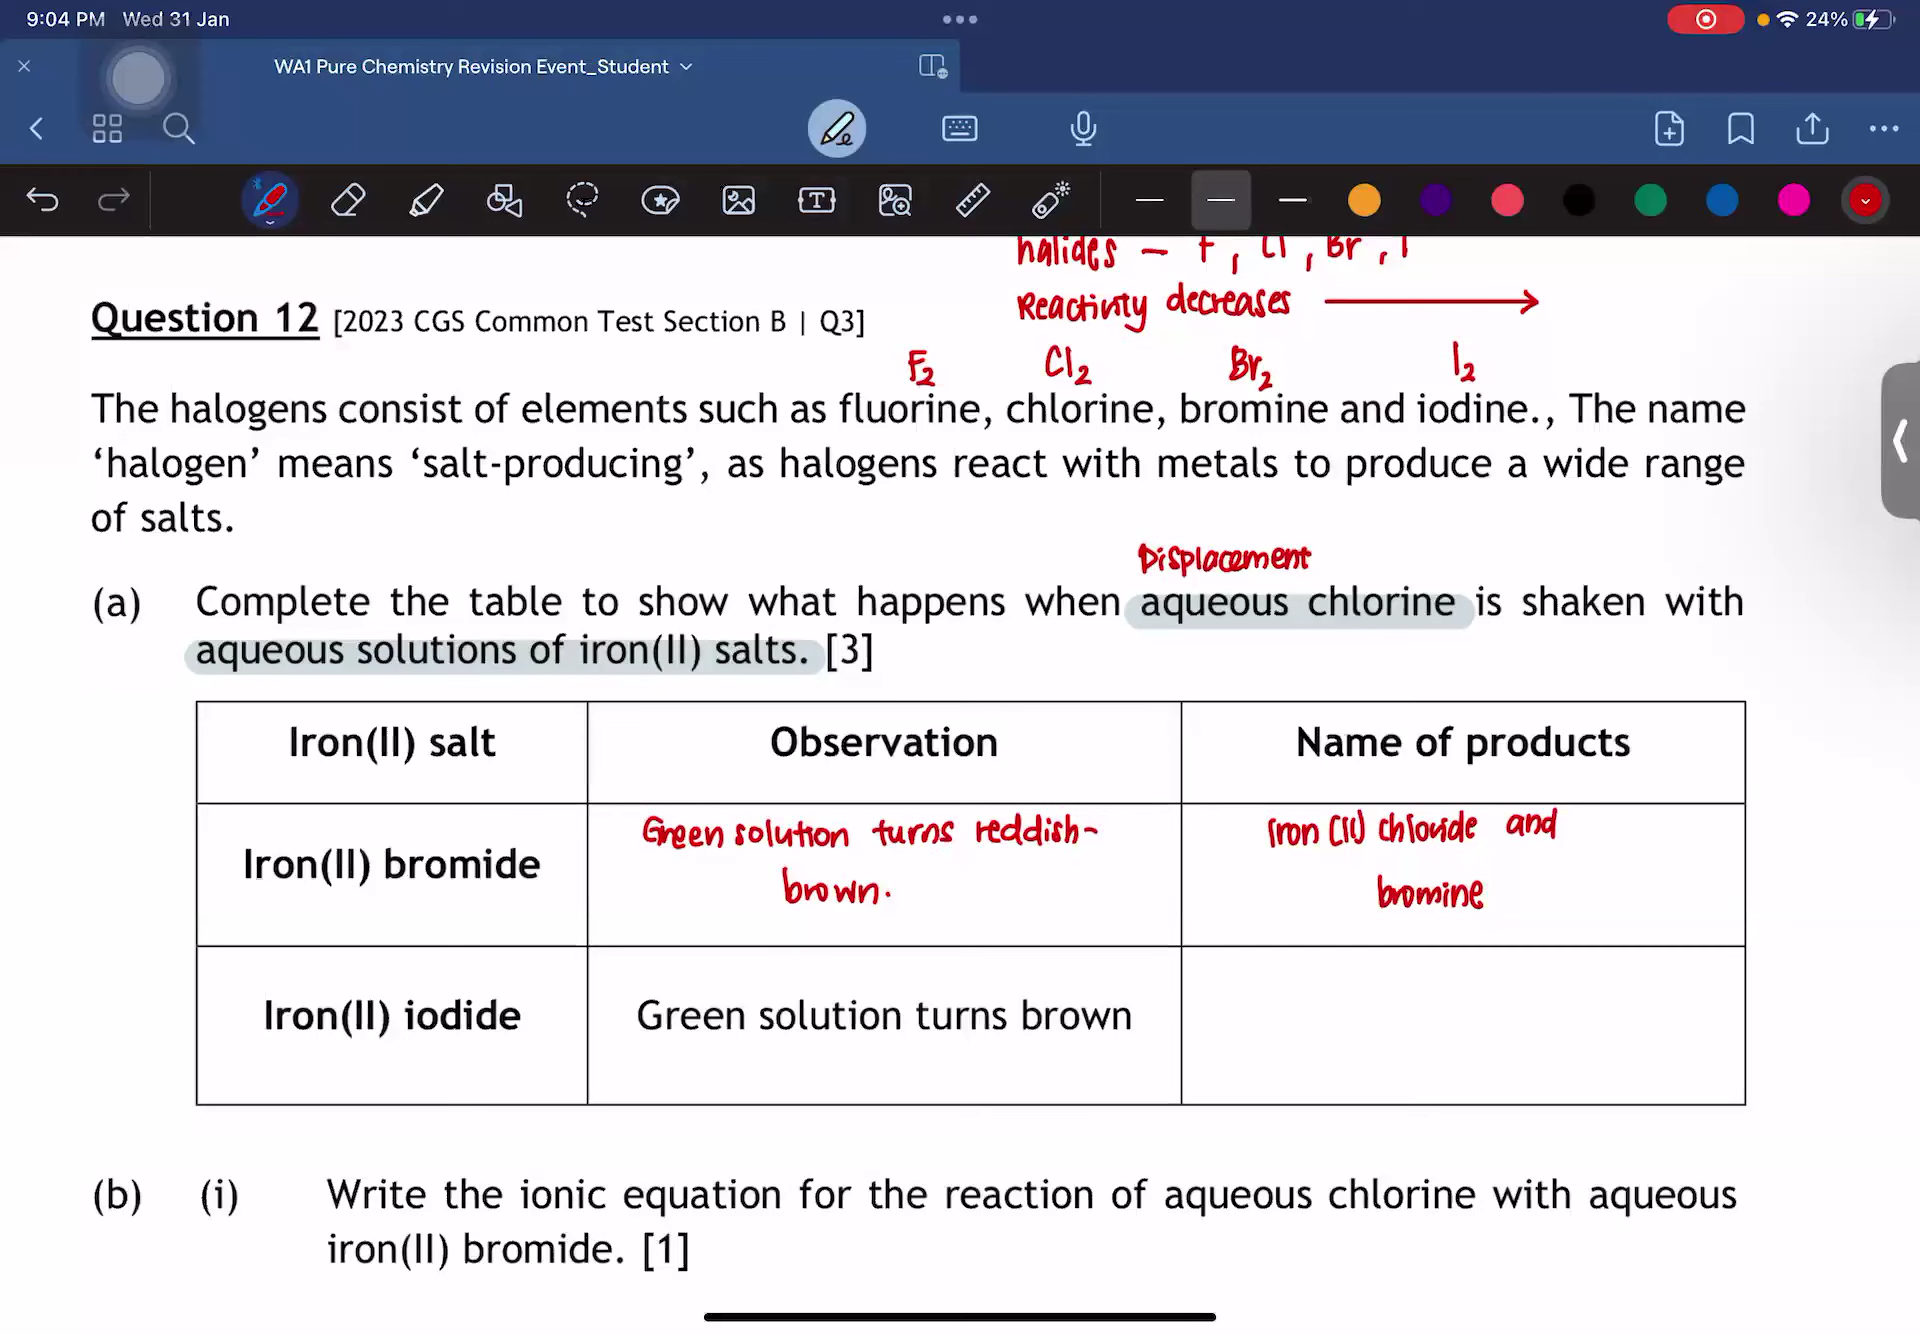 9:04 PM Wed 31 Jan
24%
WA1 Pure Chemistry Revision Event_Student
halides – F, Cl, Br, I
Reactivity decreases
Question 12 [2023 CGS Common Test Section B | Q3]
F2 Cl2 Br2 I2
The halogens consist of elements such as fluorine, chlorine, bromine and iodine., The name
‘halogen’ means ‘salt-producing’, as halogens react with metals to produce a wide range
of salts.
Displacement
(a) Complete the table to show what happens when aqueous chlorine is shaken with
aqueous solutions of iron(II) salts. [3]
Iron(II) salt Observation Name of products
Iron(II) bromide
Green solution turns reddish-
brown.
Iron (II) chloride and
bromine
Iron(II) iodide Green solution turns brown
(b) (i) Write the ionic equation for the reaction of aqueous chlorine with aqueous
iron(II) bromide. [1]